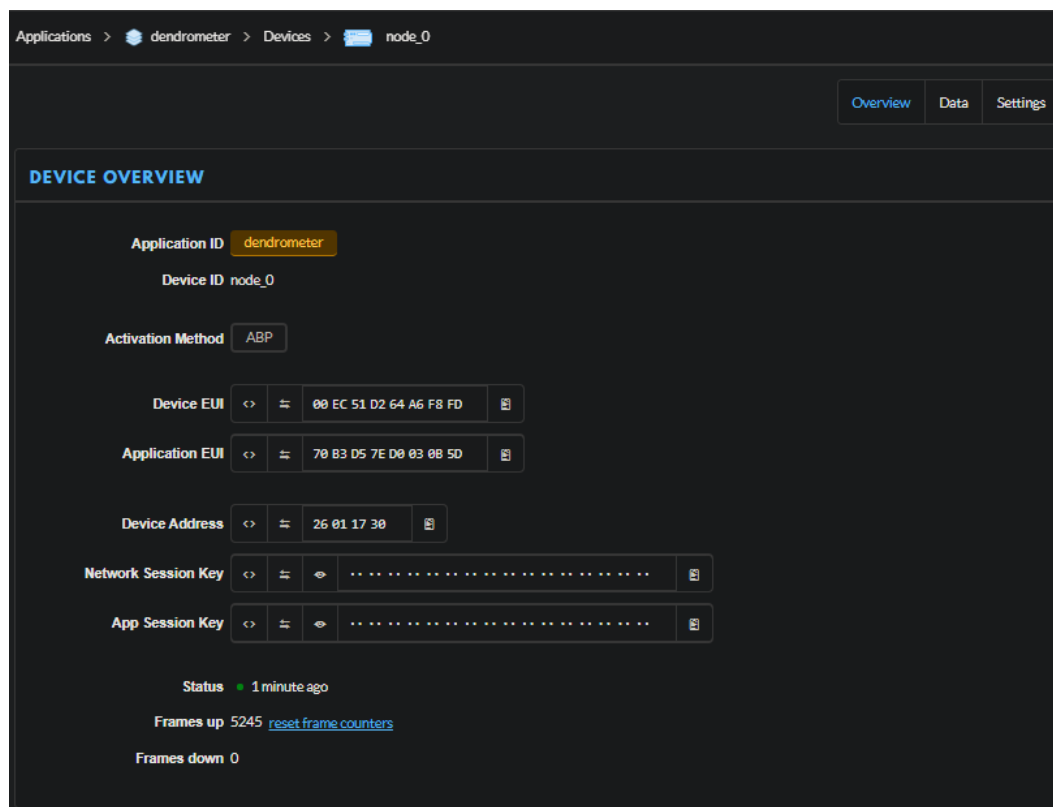 Applications > dendrometer > Devices > node_0
Overview Data Settings
DEVICE OVERVIEW
Application ID dendrometer
Device ID node_0
Activation Method ABP
Device EUI <> 00 EC 51 D2 64 A6 F8 FD
Application EUI <> 70 B3 D5 7E D0 03 0B 5D
Device Address <> 26 01 17 30
Network Session Key <>
App Session Key <>
Status 1 minute ago
Frames up 5245 reset frame counters
Frames down 0